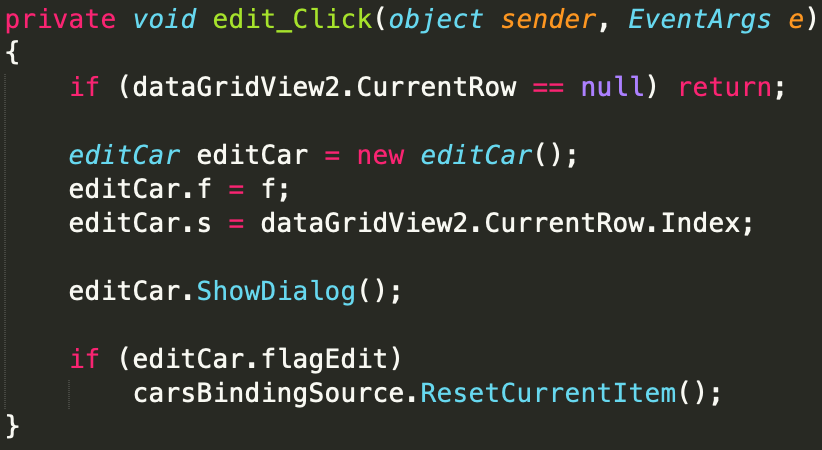 private void edit_Click(object sender, EventArgs e)
{
if (dataGridView2.CurrentRow == null) return;
editCar editCar = new editCar();
editCar.f = f;
editCar.s = dataGridView2.CurrentRow.Index;
editCar.ShowDialog();
if (editCar.flagEdit)
carsBindingSource.ResetCurrentItem();
}